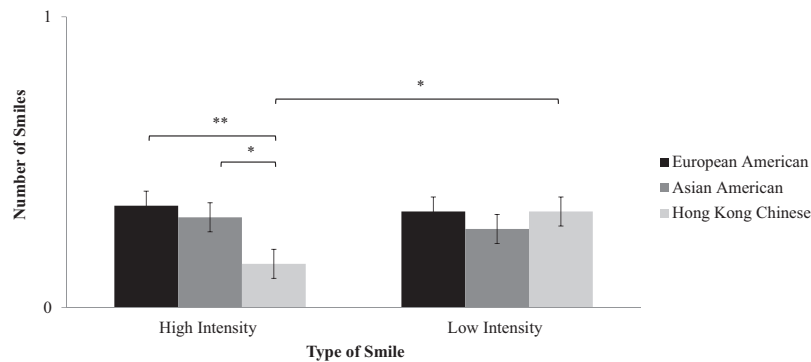 1
*
**
*
Number of Smiles
European American
Asian American
Hong Kong Chinese
0
High Intensity
Low Intensity
Type of Smile